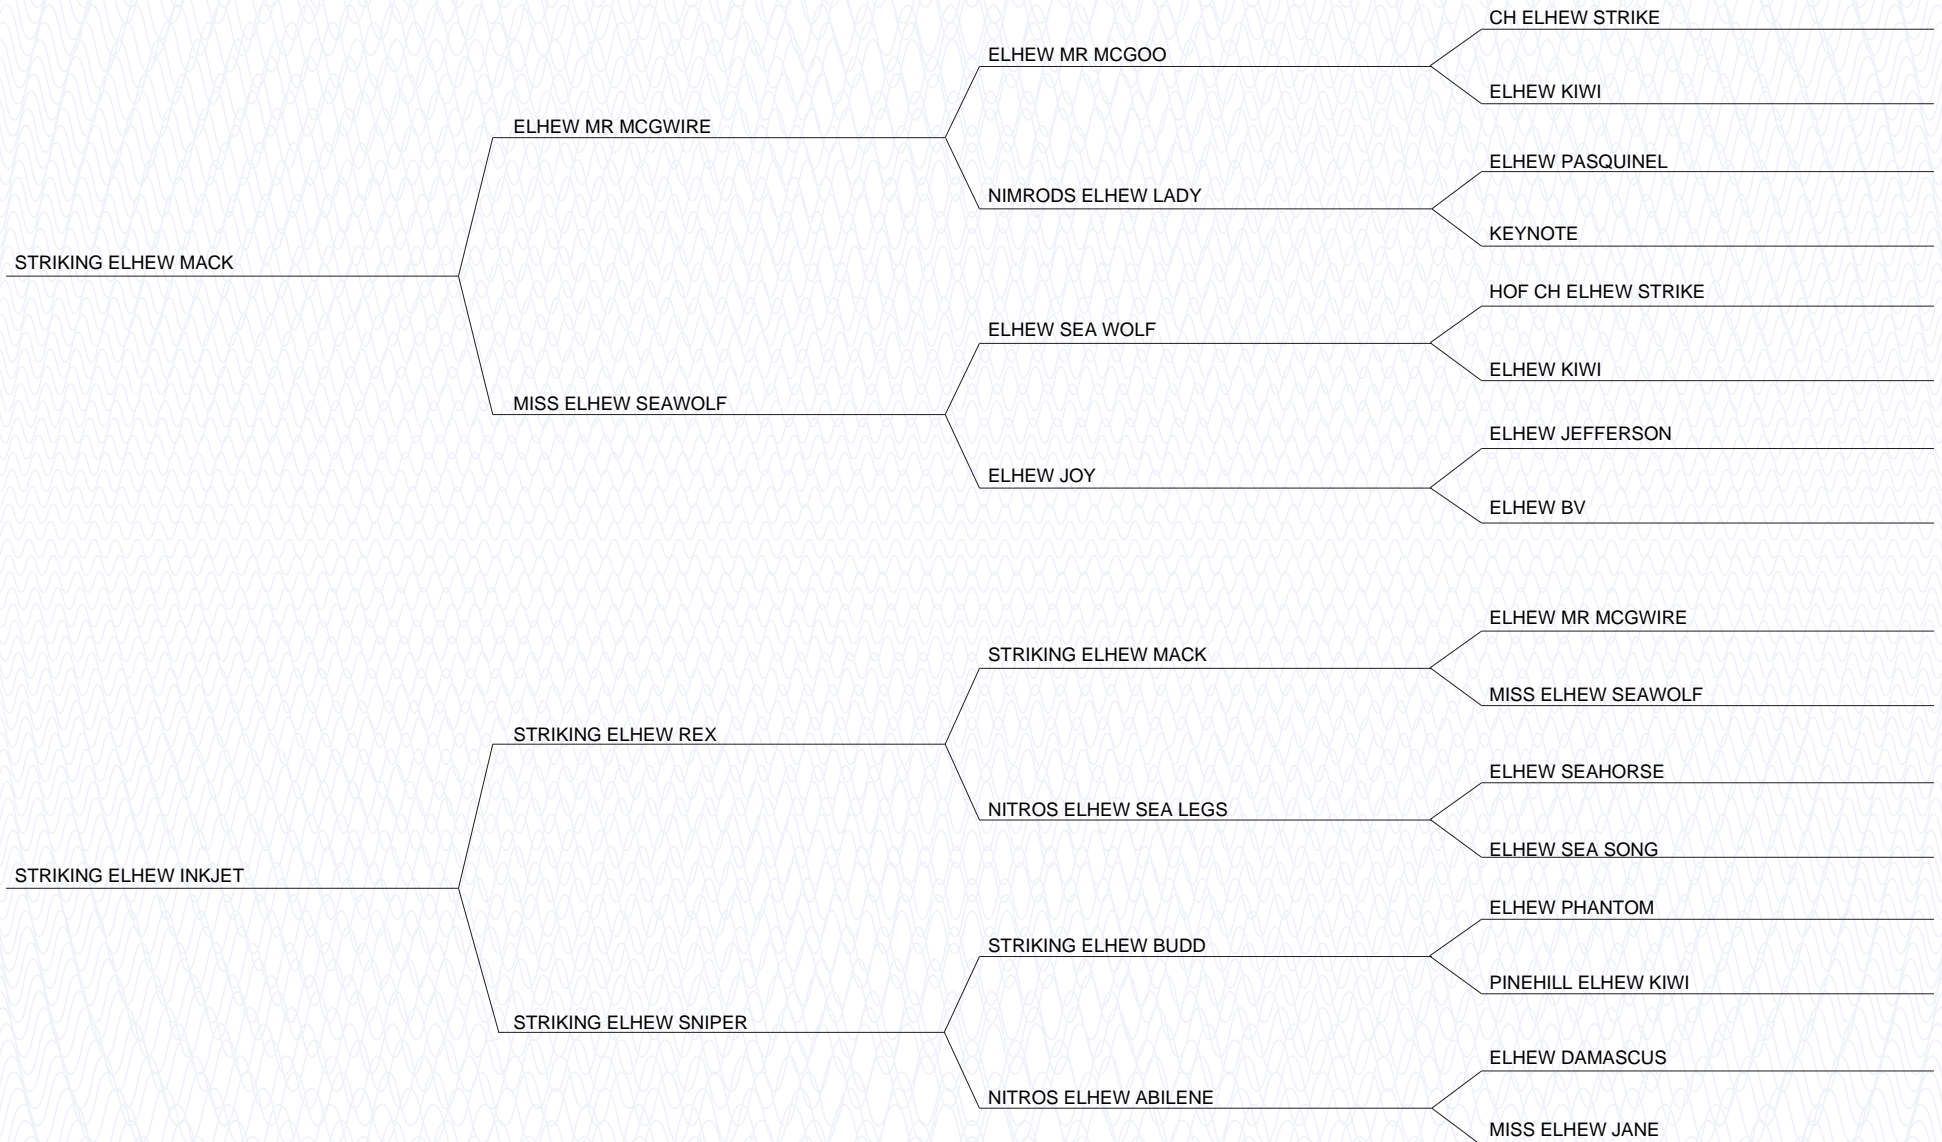 CH ELHEW STRIKE
ELHEW MR MCGOO
ELHEW KIWI
ELHEW MR MCGWIRE
ELHEW PASQUINEL
NIMRODS ELHEW LADY
KEYNOTE
STRIKING ELHEW MACK
HOF CH ELHEW STRIKE
ELHEW SEA WOLF
ELHEW KIWI
MISS ELHEW SEAWOLF
ELHEW JEFFERSON
ELHEW JOY
ELHEW BV
ELHEW MR MCGWIRE
STRIKING ELHEW MACK
MISS ELHEW SEAWOLF
STRIKING ELHEW REX
ELHEW SEAHORSE
NITROS ELHEW SEA LEGS
ELHEW SEA SONG
STRIKING ELHEW INKJET
ELHEW PHANTOM
STRIKING ELHEW BUDD
PINEHILL ELHEW KIWI
STRIKING ELHEW SNIPER
ELHEW DAMASCUS
NITROS ELHEW ABILENE
MISS ELHEW JANE